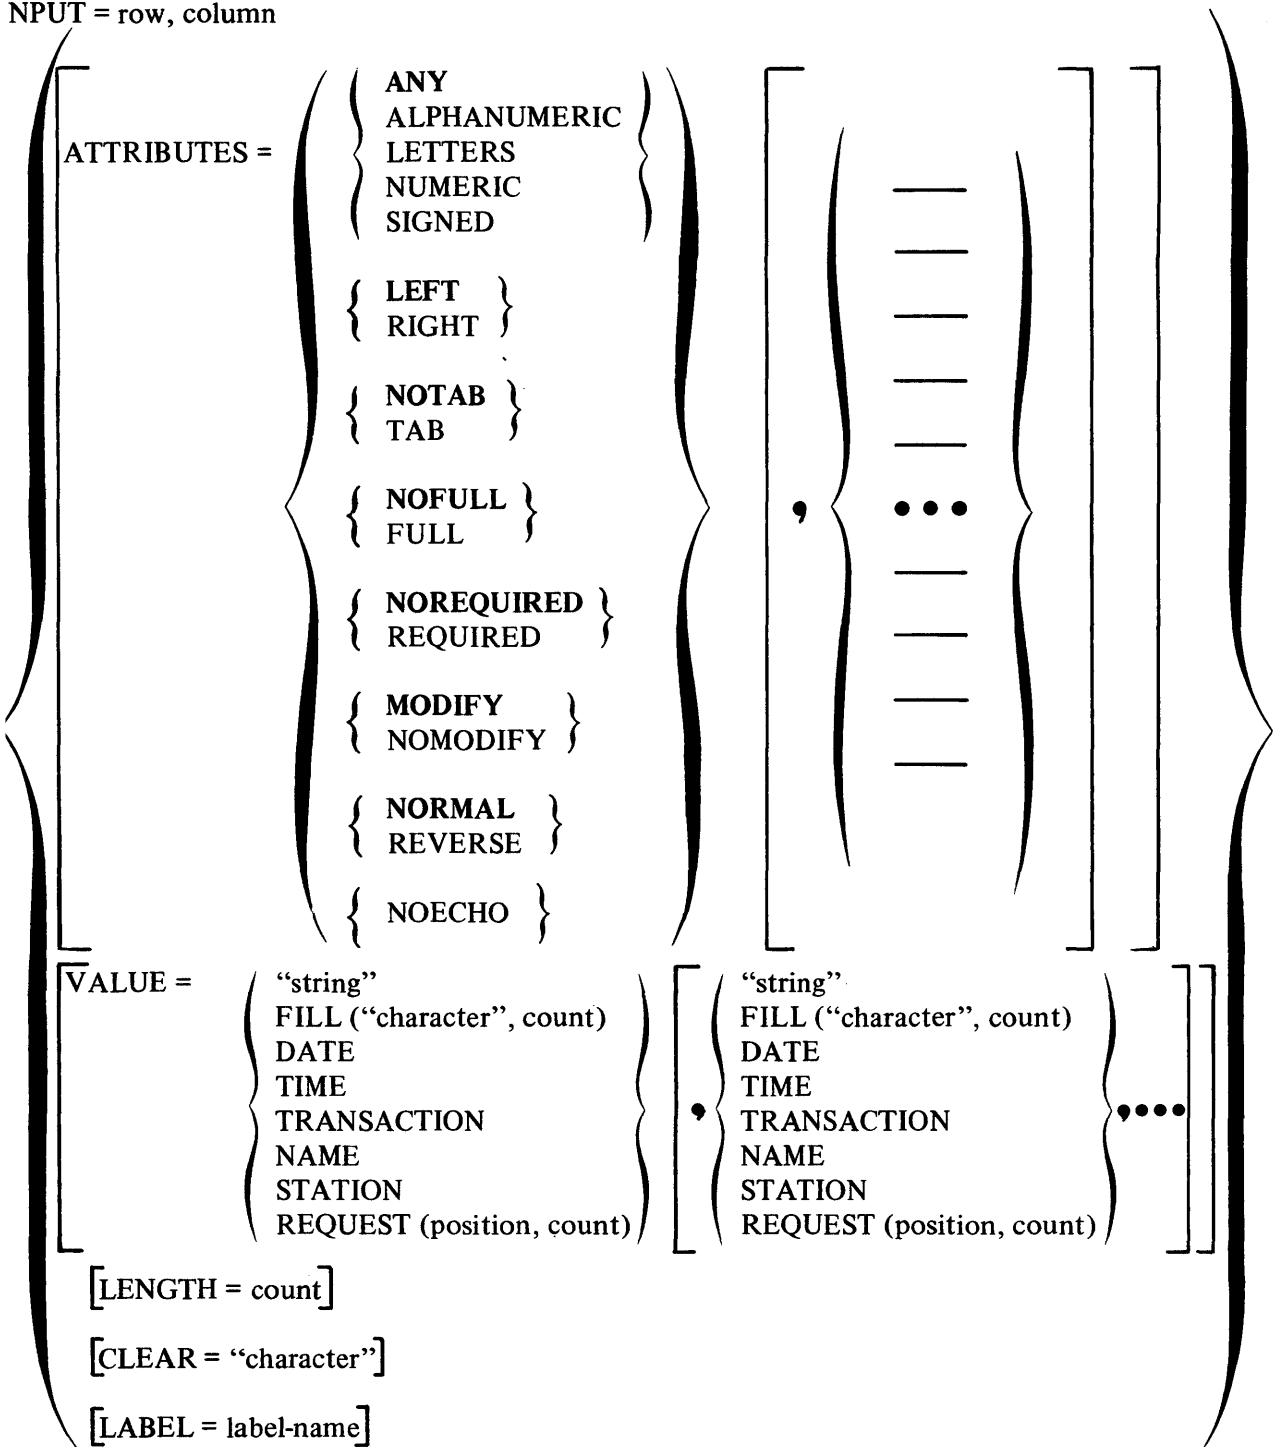 NPUT = row, column
ANY
ALPHANUMERIC
ATTRIBUTES = LETTERS
NUMERIC
SIGNED
LEFT
RIGHT
NOTAB
TAB
NOFULL
, •••
FULL
NOREQUIRED
REQUIRED
MODIFY
NOMODIFY
NORMAL
REVERSE
NOECHO
VALUE = “string” “string”
FILL (“character”, count) FILL (“character”, count)
DATE DATE
TIME TIME
TRANSACTION , TRANSACTION ,••••
NAME NAME
STATION STATION
REQUEST (position, count) REQUEST (position, count)
[LENGTH = count]
[CLEAR = “character”]
[LABEL = label-name]